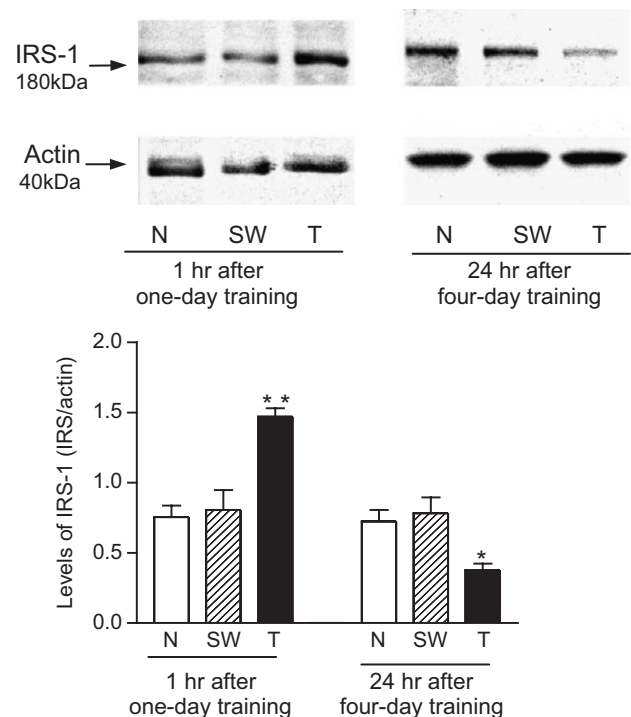 IRS-1
180kDa
Actin
40kDa
N SW T N SW T
1 hr after 24 hr after
one-day training four-day training
Levels of IRS-1 (IRS/actin)
2.0
1.5
1.0
0.5
0.0
* *
*
N SW T N SW T
1 hr after 24 hr after
one-day training four-day training